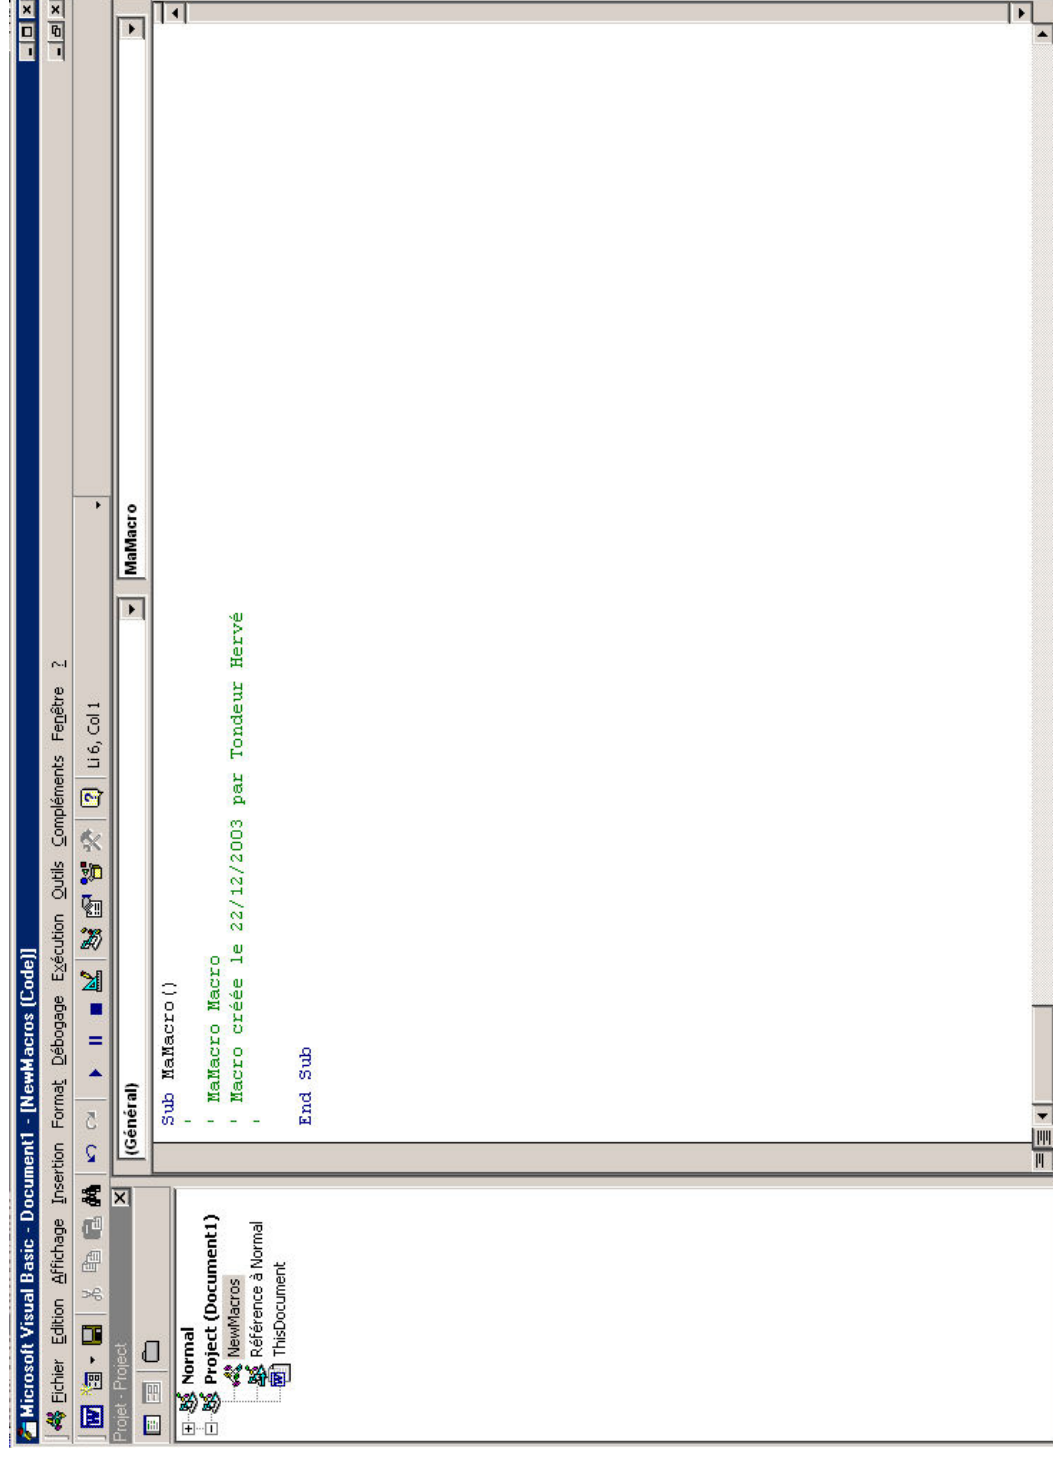 Microsoft Visual Basic - Document1 - [NewMacros (Code)]
Fichier Edition Affichage Insertion Format Débogage Exécution Outils Compléments Fenêtre ?
Li 6, Col 1
Projet - Project
Normal
Project (Document1)
NewMacros
Référence à Normal
ThisDocument
(Général)
MaMacro
Sub MaMacro()
'
' MaMacro Macro
' Macro créée le 22/12/2003 par Tondeur Hervé
'
End Sub